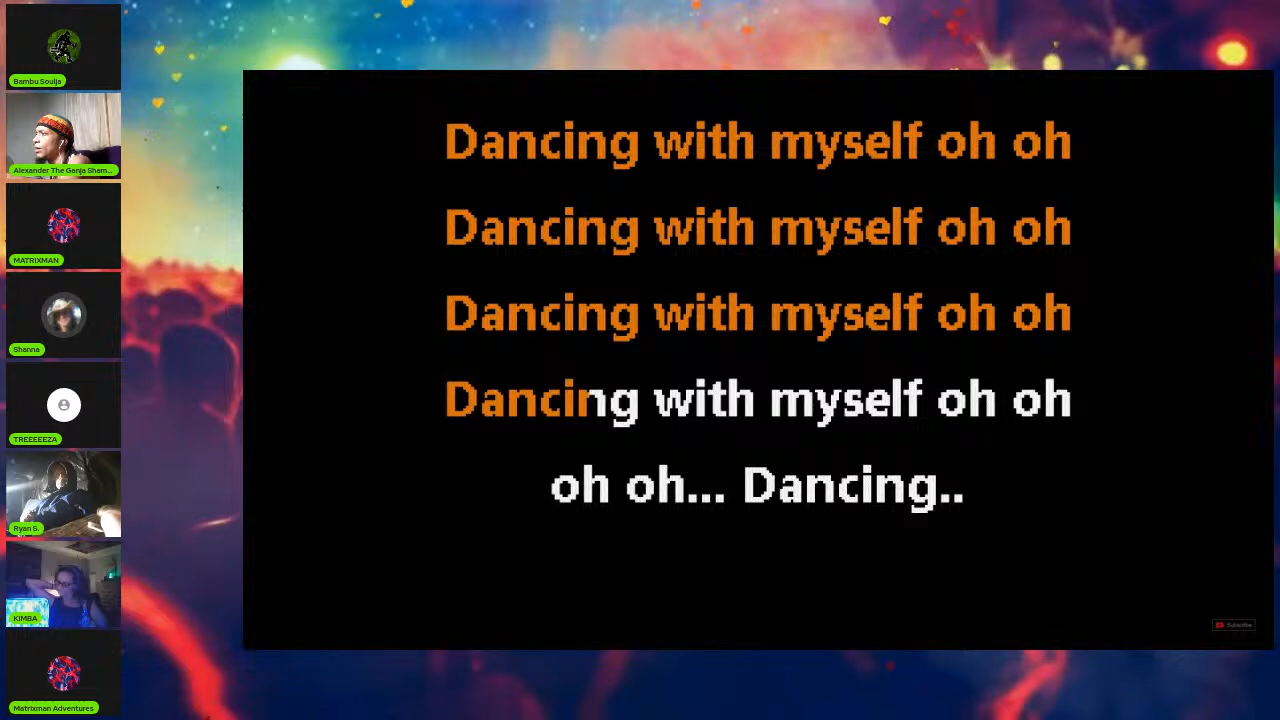 Bambu Soulja
Alexander The Ganja Sham...
MATRIXMAN
Shanna
TREEEEEZA
Ryan S.
KIMBA
Matrixman Adventures
Dancing with myself oh oh
Dancing with myself oh oh
Dancing with myself oh oh
Dancing with myself oh oh
oh oh... Dancing..
Subscribe